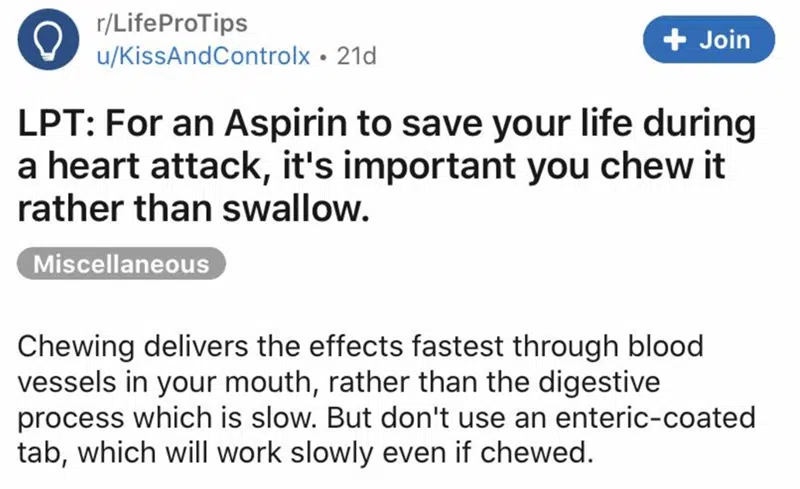 r/LifeProTips
u/KissAndControlx • 21d
+ Join
LPT: For an Aspirin to save your life during
a heart attack, it's important you chew it
rather than swallow.
Miscellaneous
Chewing delivers the effects fastest through blood
vessels in your mouth, rather than the digestive
process which is slow. But don't use an enteric-coated
tab, which will work slowly even if chewed.